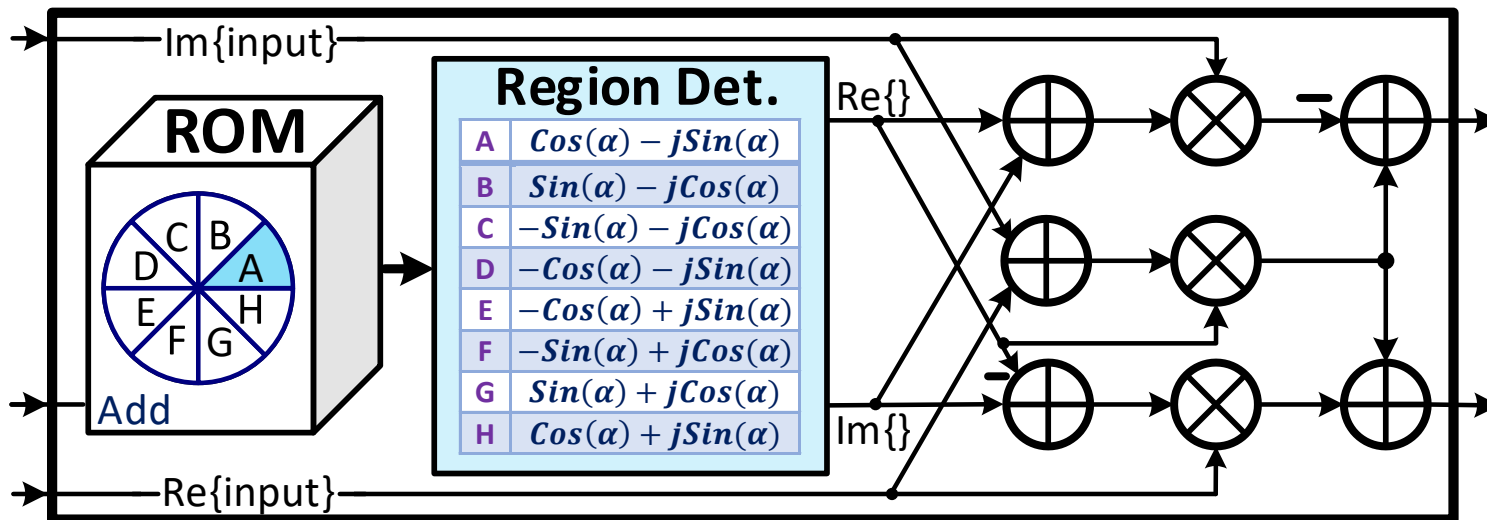 Im{input}
ROM
C
B
D
A
E
H
F
G
Add
Region Det.
A Cos(α) − jSin(α)
B Sin(α) − jCos(α)
C −Sin(α) − jCos(α)
D −Cos(α) − jSin(α)
E −Cos(α) + jSin(α)
F −Sin(α) + jCos(α)
G Sin(α) + jCos(α)
H Cos(α) + jSin(α)
Re{}
Im{}
−
−
Re{input}